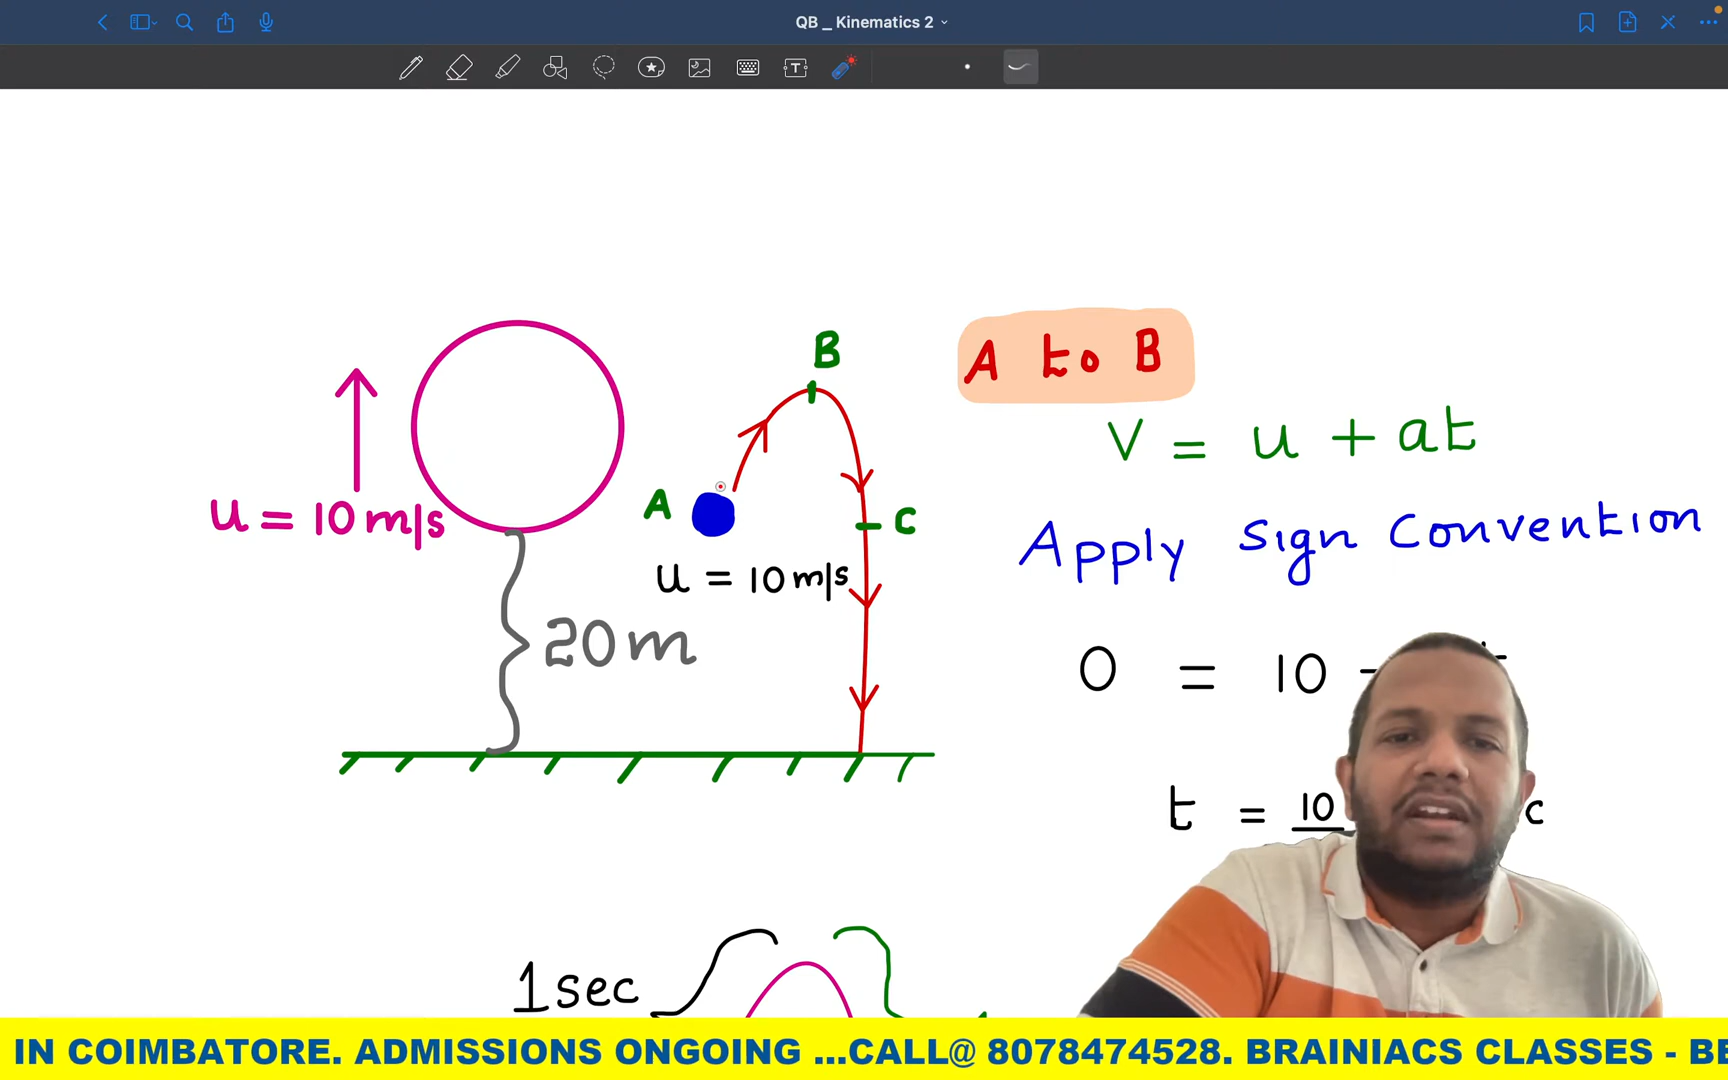 QB _ Kinematics 2
B
A to B
v = u + at
A
C
u = 10 m/s
Apply Sign Convention
u = 10 m/s
20 m
0 = 10 -
t = 10 c
1 sec
IN COIMBATORE. ADMISSIONS ONGOING ...CALL@ 8078474528. BRAINIACS CLASSES - BE